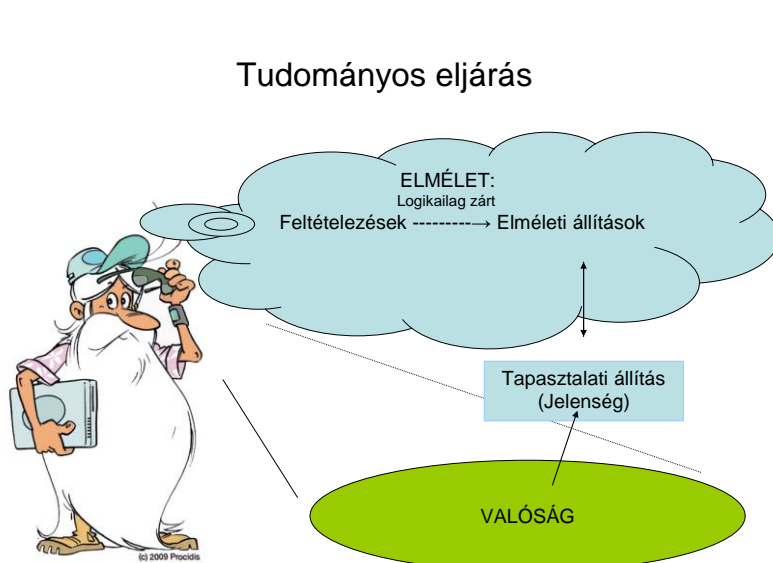 Tudományos eljárás
ELMÉLET:
Logikailag zárt
Feltételezések ---------→ Elméleti állítások
Tapasztalati állítás
(Jelenség)
VALÓSÁG
(c) 2009 Procidis